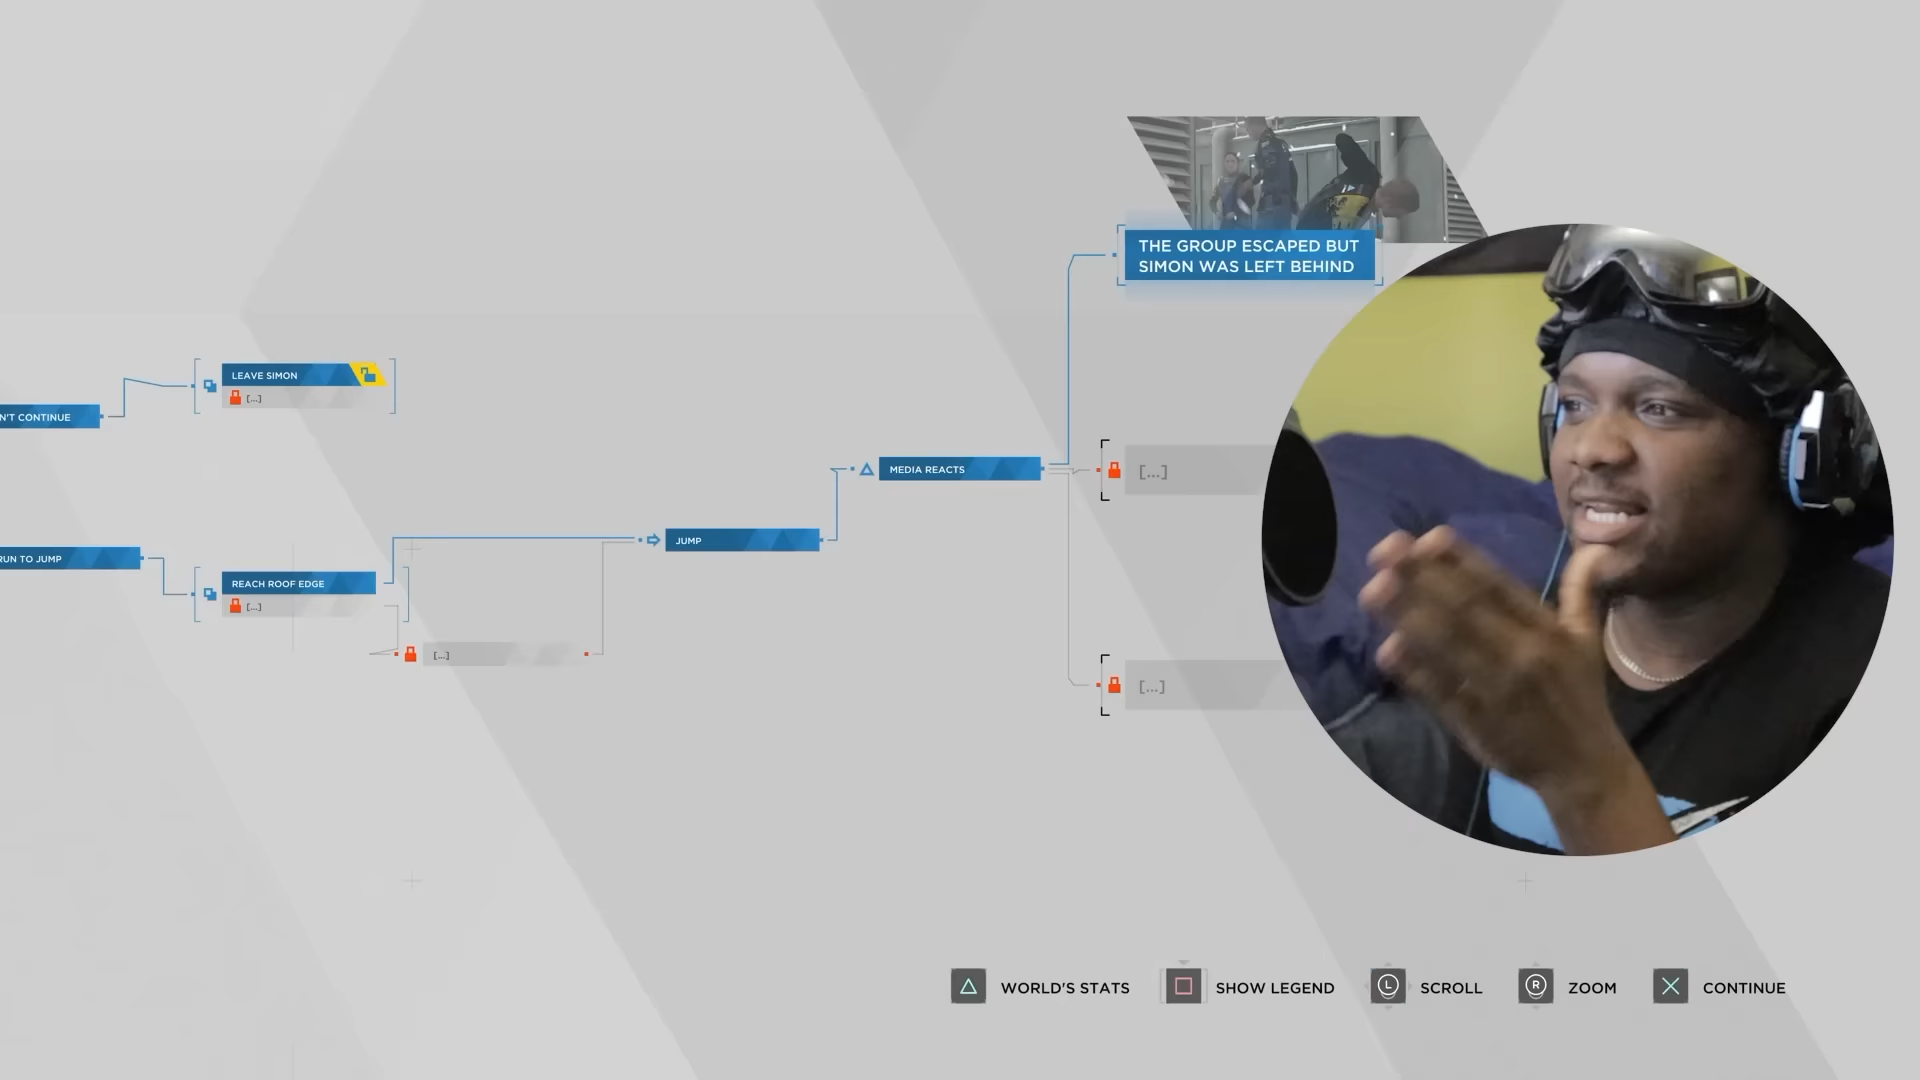 THE GROUP ESCAPED BUT
SIMON WAS LEFT BEHIND
LEAVE SIMON
[...]
N'T CONTINUE
MEDIA REACTS
[...]
JUMP
RUN TO JUMP
REACH ROOF EDGE
[...]
[...]
[...]
WORLD'S STATS
SHOW LEGEND
L
SCROLL
R
ZOOM
CONTINUE